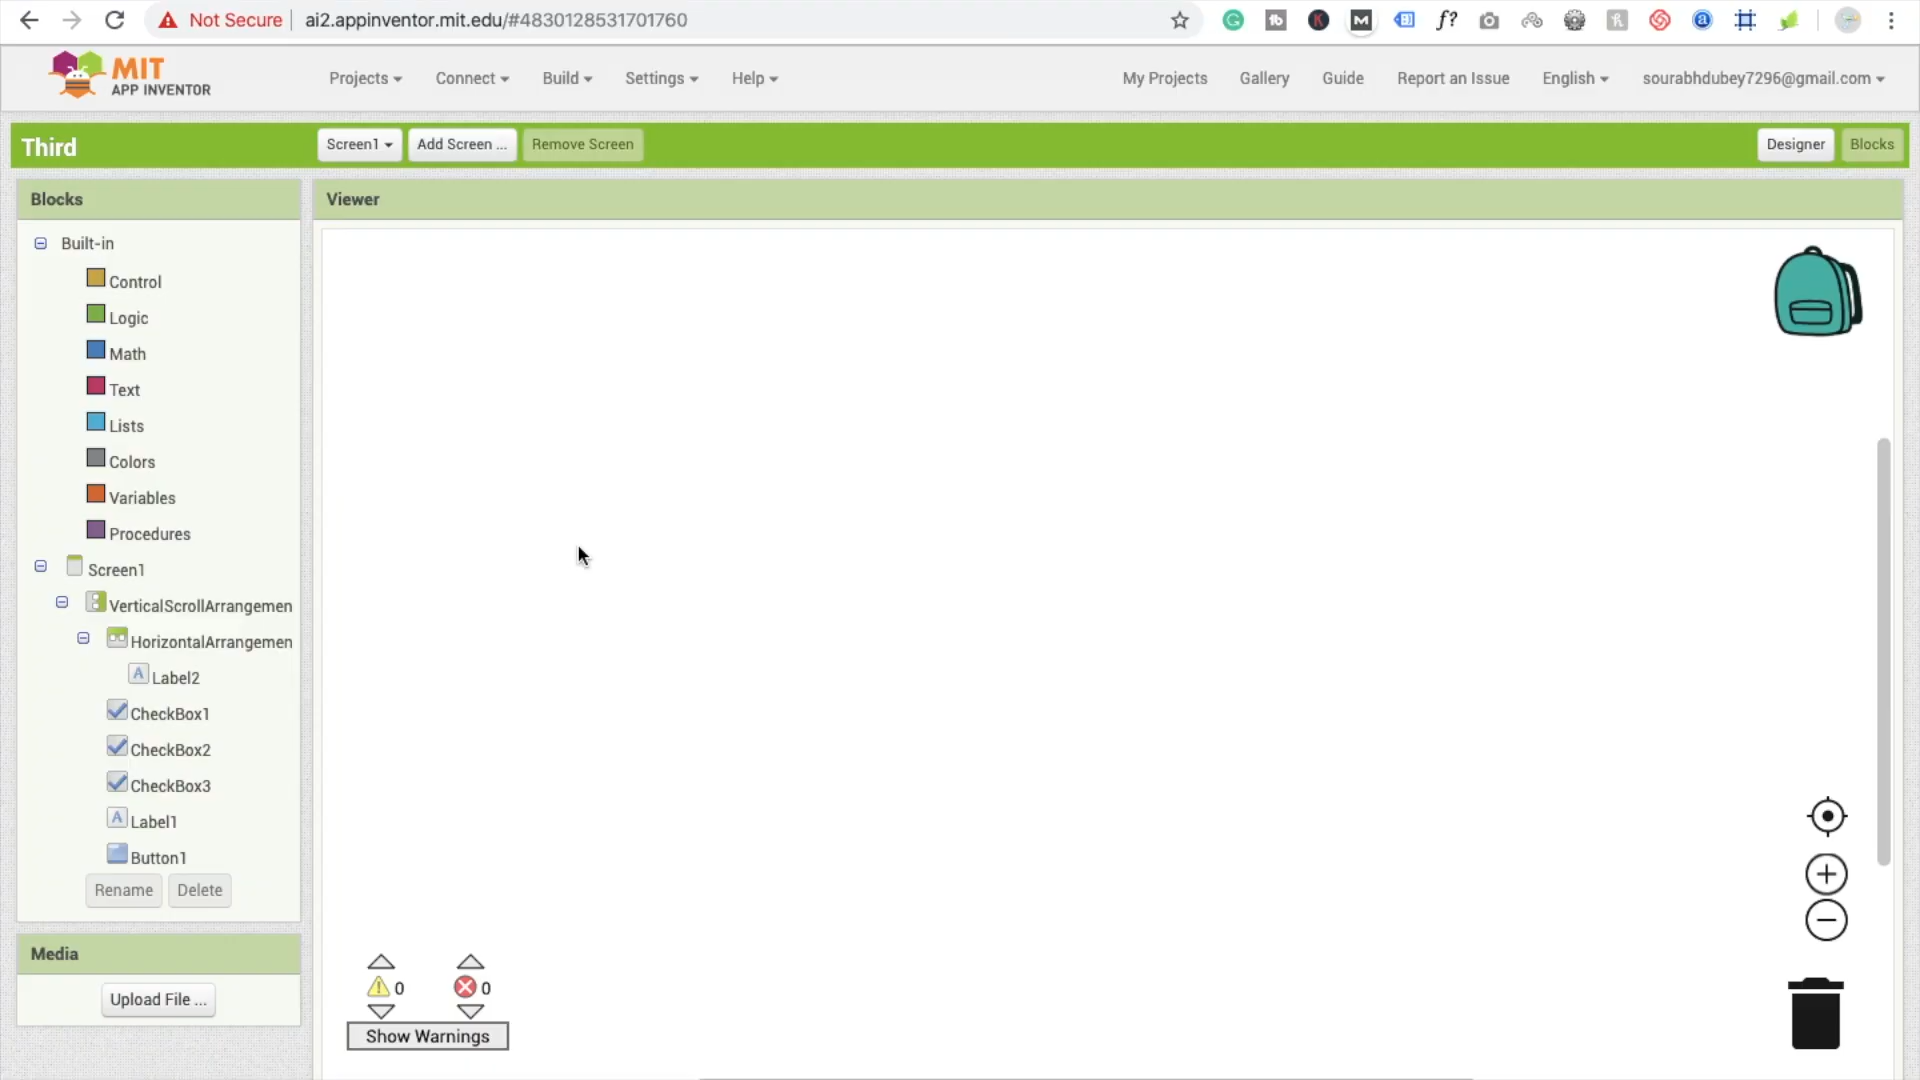 Not Secure ai2.appinventor.mit.edu/#4830128531701760
MIT
APP INVENTOR
Projects Connect Build Settings Help My Projects Gallery Guide Report an Issue English sourabhdubey7296@gmail.com
Third Screen1 Add Screen ... Remove Screen Designer Blocks
Blocks
Viewer
Built-in
Control
Logic
Math
Text
Lists
Colors
Variables
Procedures
Screen1
VerticalScrollArrangemen
HorizontalArrangemen
Label2
CheckBox1
CheckBox2
CheckBox3
Label1
Button1
Rename Delete
Media
Upload File ...
0 0
Show Warnings